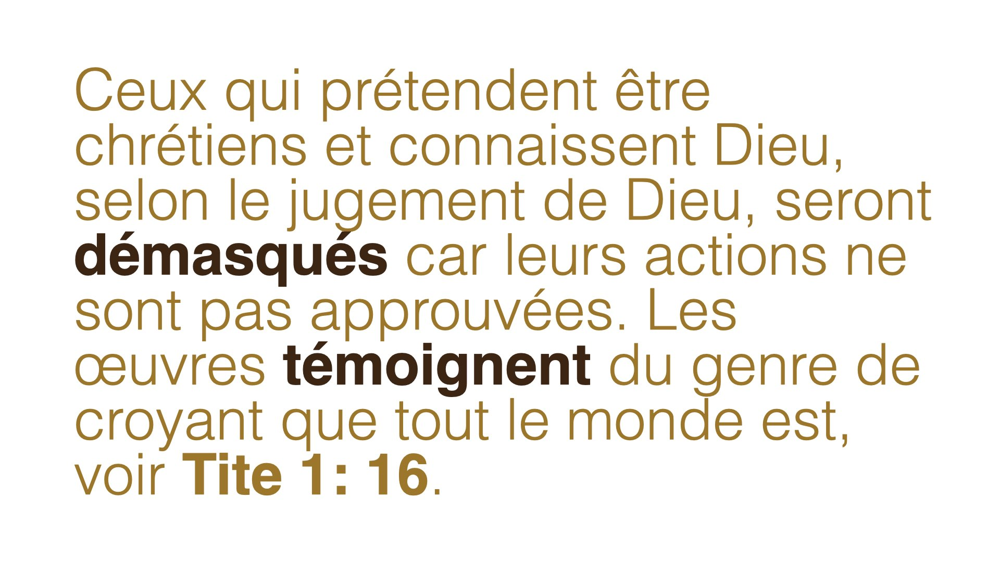 Ceux qui prétendent être
chrétiens et connaissent Dieu,
selon le jugement de Dieu, seront
démasqués car leurs actions ne
sont pas approuvées. Les
œuvres témoignent du genre de
croyant que tout le monde est,
voir Tite 1: 16.